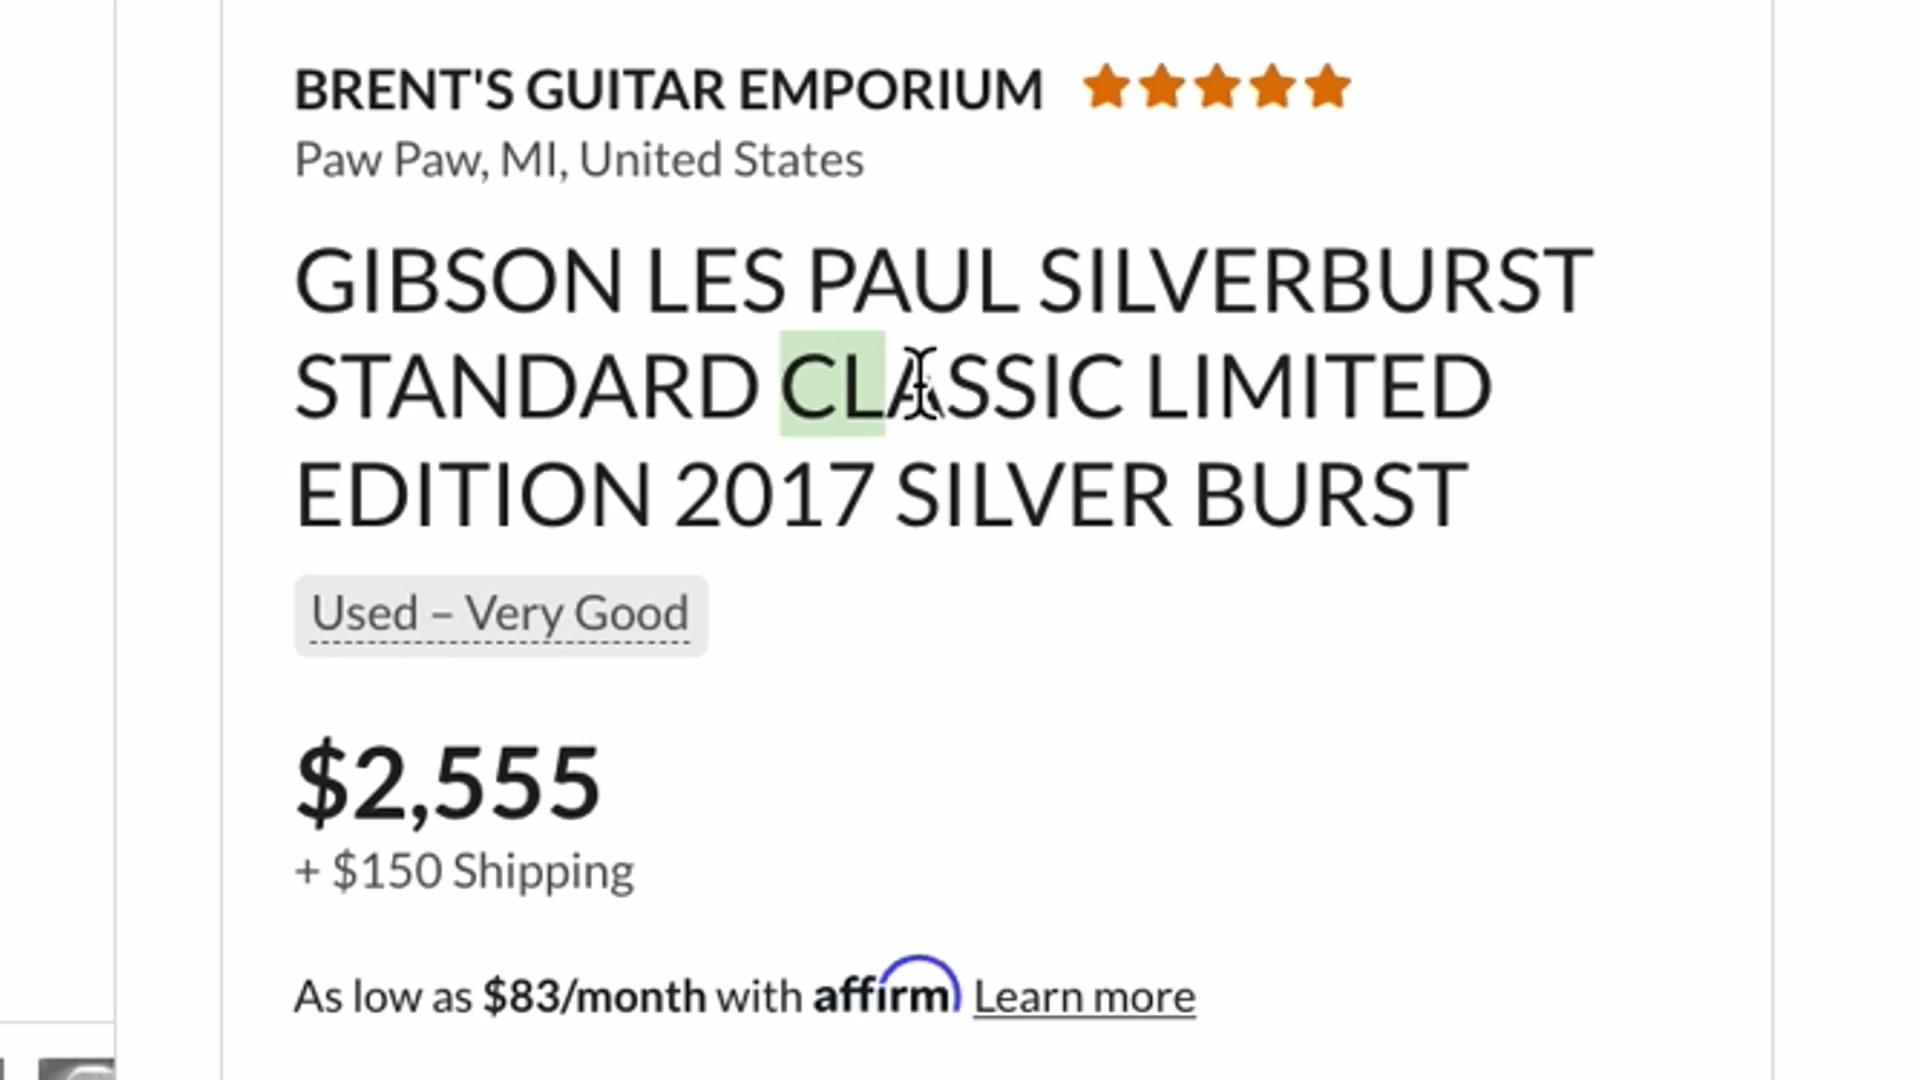 BRENT'S GUITAR EMPORIUM
Paw Paw, MI, United States
GIBSON LES PAUL SILVERBURST
STANDARD CLASSIC LIMITED
EDITION 2017 SILVER BURST
Used – Very Good
$2,555
+ $150 Shipping
As low as $83/month with affirm Learn more